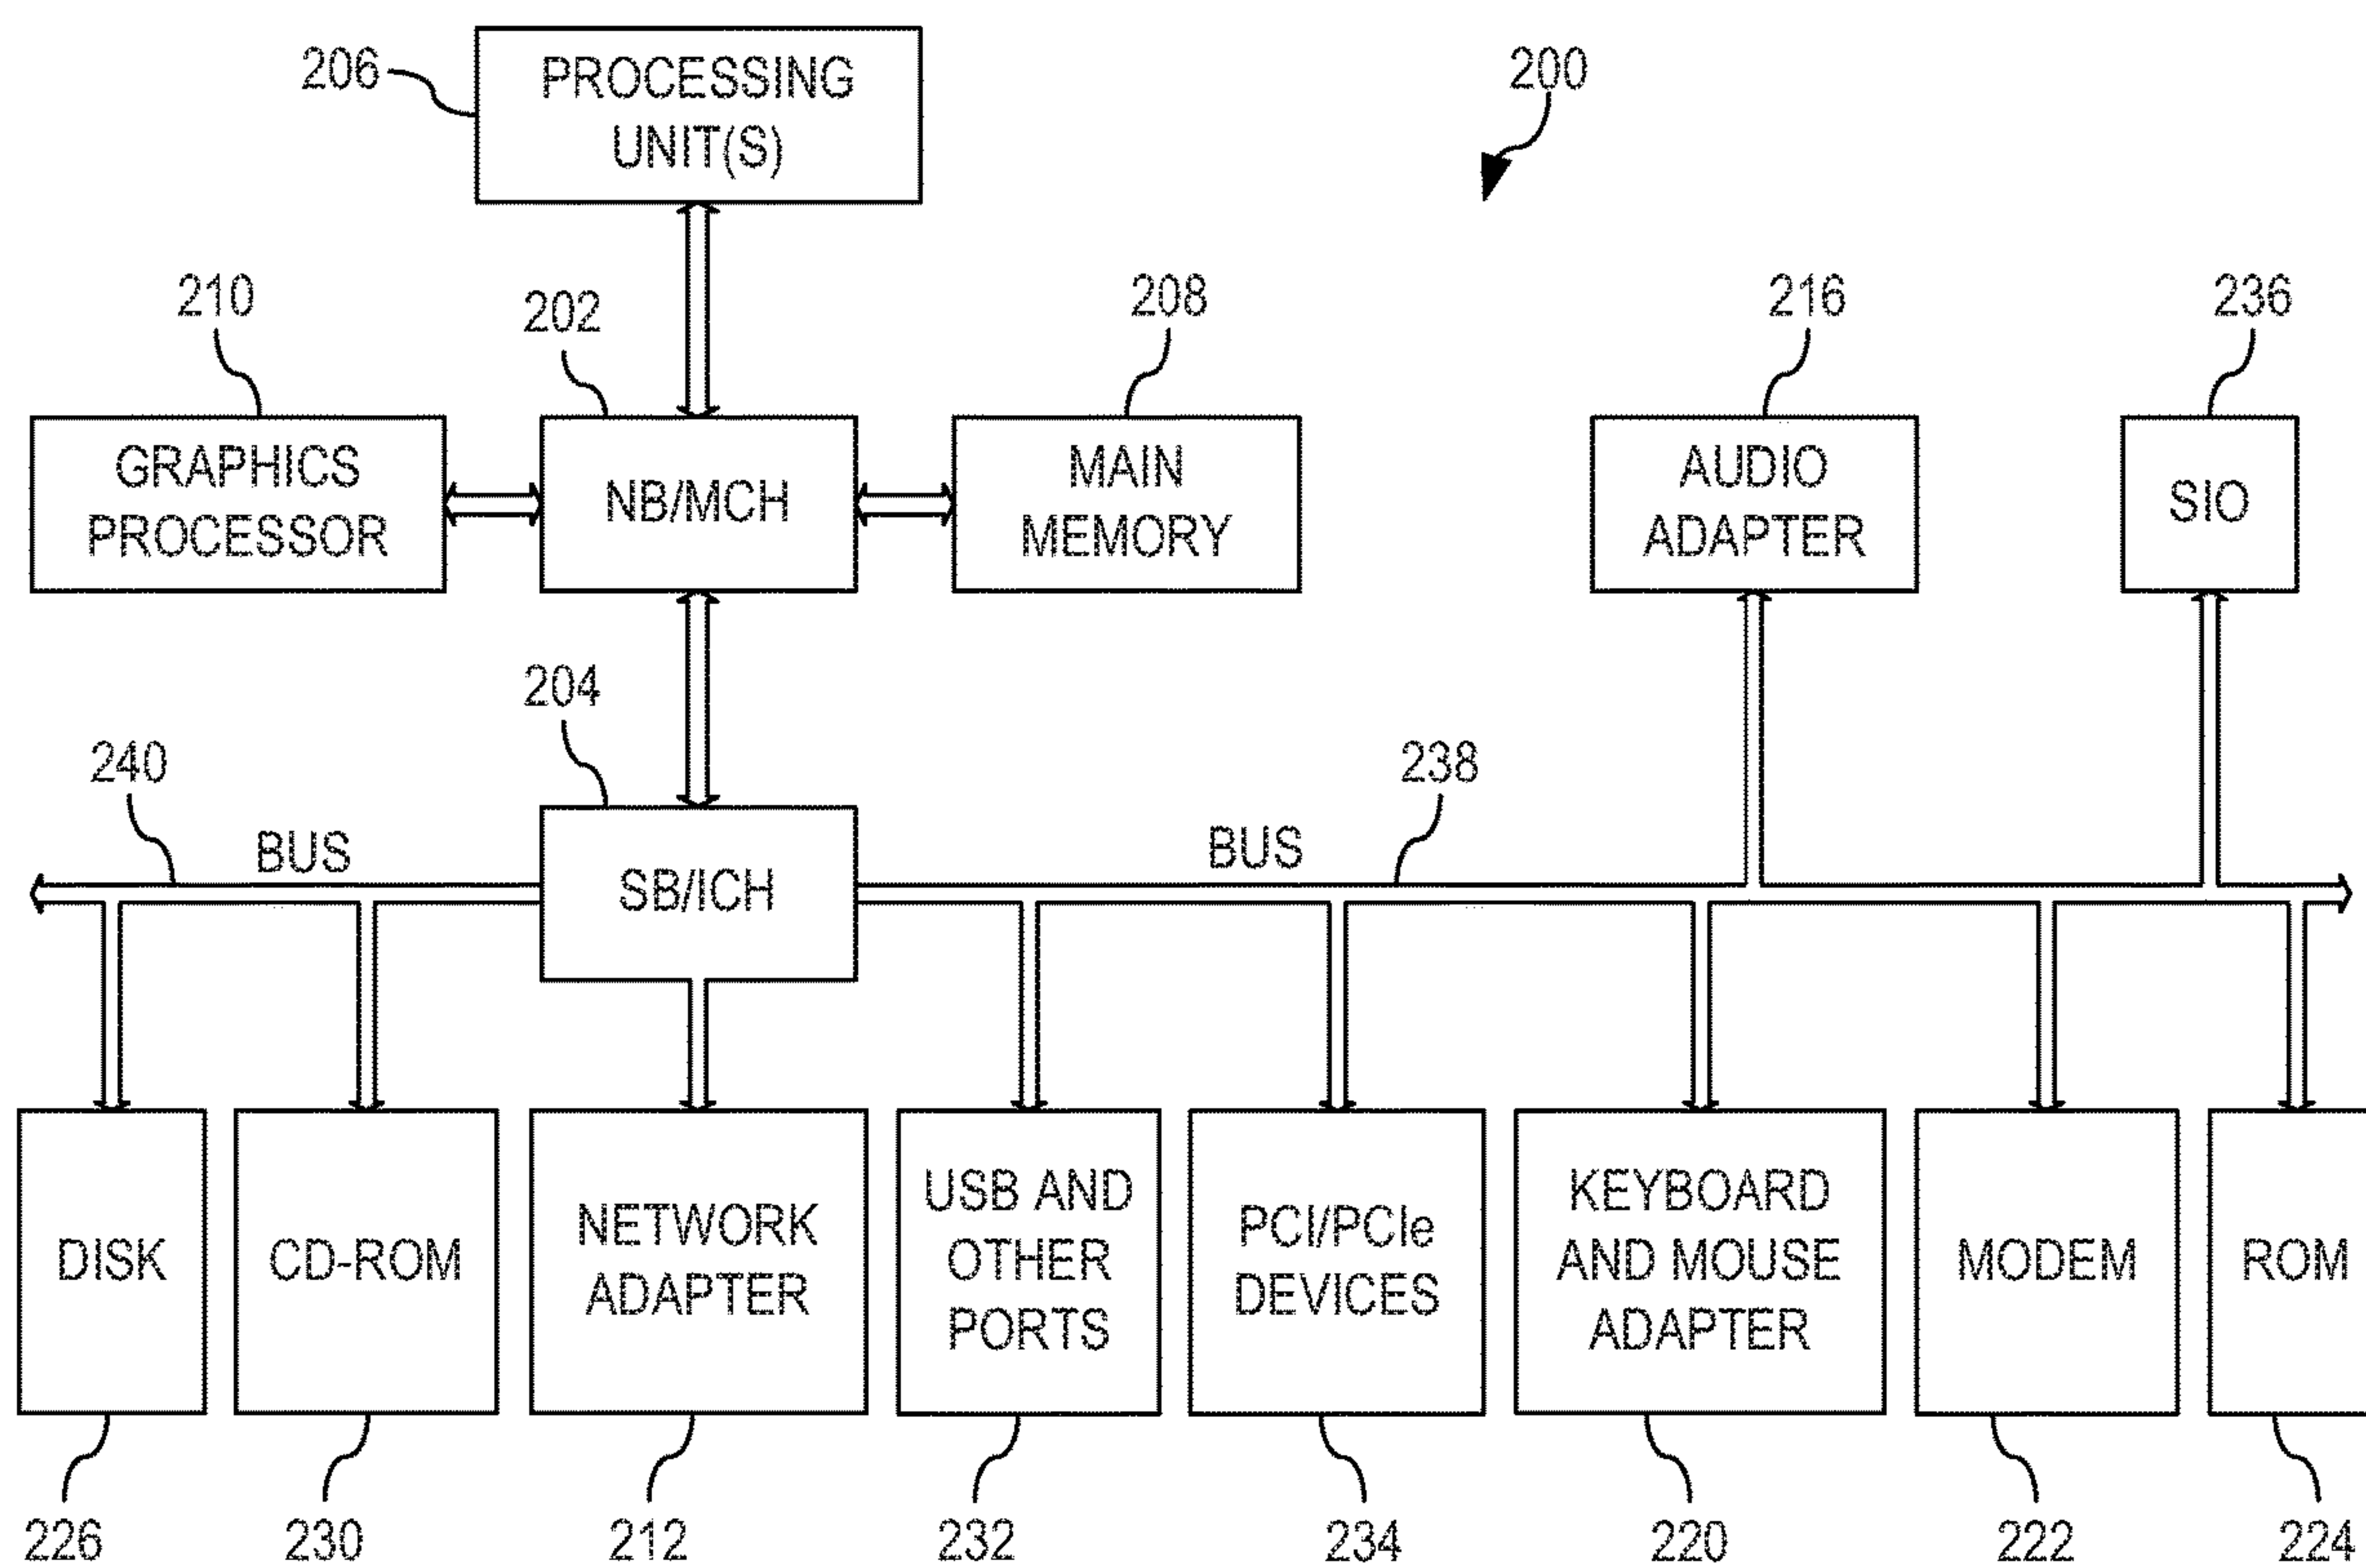 206
PROCESSING
UNIT(S)
200
210
202
208
216
236
GRAPHICS
PROCESSOR
NB/MCH
MAIN
MEMORY
AUDIO
ADAPTER
SIO
204
240
238
BUS
BUS
SB/ICH
DISK
CD-ROM
NETWORK
ADAPTER
USB AND
OTHER
PORTS
PCI/PCIe
DEVICES
KEYBOARD
AND MOUSE
ADAPTER
MODEM
ROM
226
230
212
232
234
220
222
224